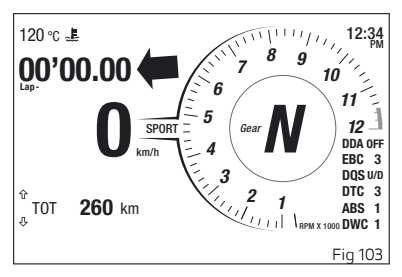 120 °C
12:34
PM
00'00.00
Lap-
0
km/h
SPORT
1
2
3
4
5
6
7
8
9
10
11
12
Gear N
RPM X 1000
DDA OFF
EBC 3
DQS U/D
DTC 3
ABS 1
DWC 1
TOT 260 km
Fig 103